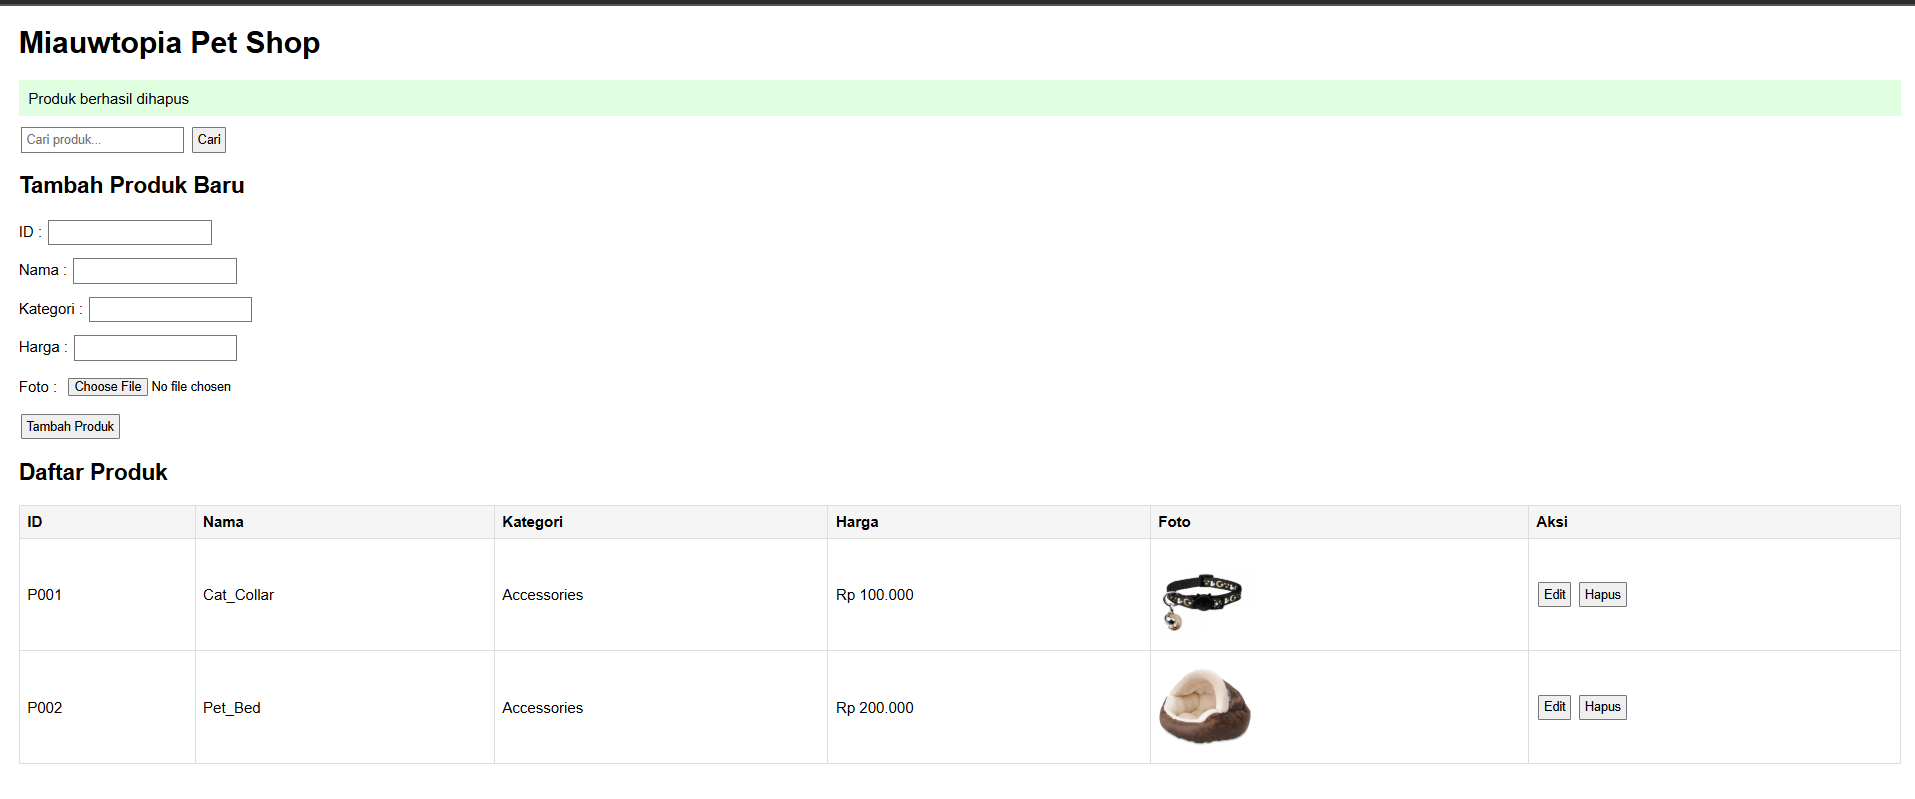 Miauwtopia Pet Shop
Produk berhasil dihapus
Cari produk... Cari
Tambah Produk Baru
ID :
Nama :
Kategori :
Harga :
Foto : Choose File No file chosen
Tambah Produk
Daftar Produk
ID Nama Kategori Harga Foto Aksi
P001 Cat_Collar Accessories Rp 100.000 Edit Hapus
P002 Pet_Bed Accessories Rp 200.000 Edit Hapus